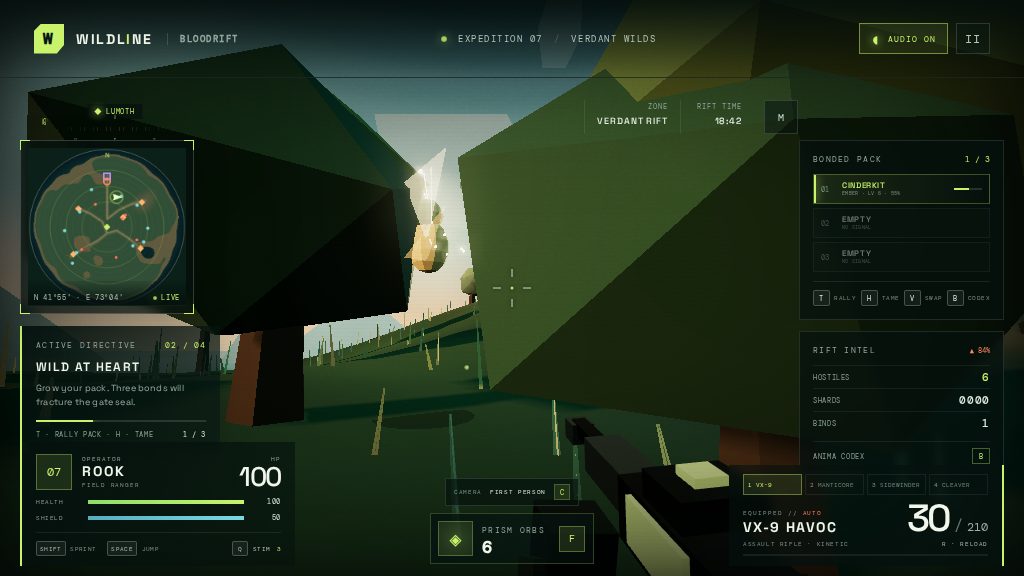 W WILDLINE BLOODRIFT
EXPEDITION 07 / VERDANT WILDS
AUDIO ON
II
LUMOTH
ZONE
VERDANT RIFT
RIFT TIME
18:42
M
N
N 41°55' · E 73°04'
LIVE
ACTIVE DIRECTIVE 02 / 04
WILD AT HEART
Grow your pack. Three bonds will
fracture the gate seal.
T · RALLY PACK · H · TAME 1 / 3
07
OPERATOR
ROOK
FIELD RANGER
HP
100
HEALTH 100
SHIELD 50
SHIFT SPRINT SPACE JUMP Q STIM 3
CAMERA FIRST PERSON C
PRISM ORBS
6
F
BONDED PACK 1 / 3
01 CINDERKIT
EMBER · LV 6 · 55%
02 EMPTY
NO SIGNAL
03 EMPTY
NO SIGNAL
T RALLY H TAME V SWAP B CODEX
RIFT INTEL ▲ 84%
HOSTILES 6
SHARDS 0000
BINDS 1
ANIMA CODEX B
1 VX-9 2 MANTICORE 3 SIDEWINDER 4 CLEAVER
EQUIPPED // AUTO
VX-9 HAVOC
ASSAULT RIFLE · KINETIC
30 / 210
R · RELOAD